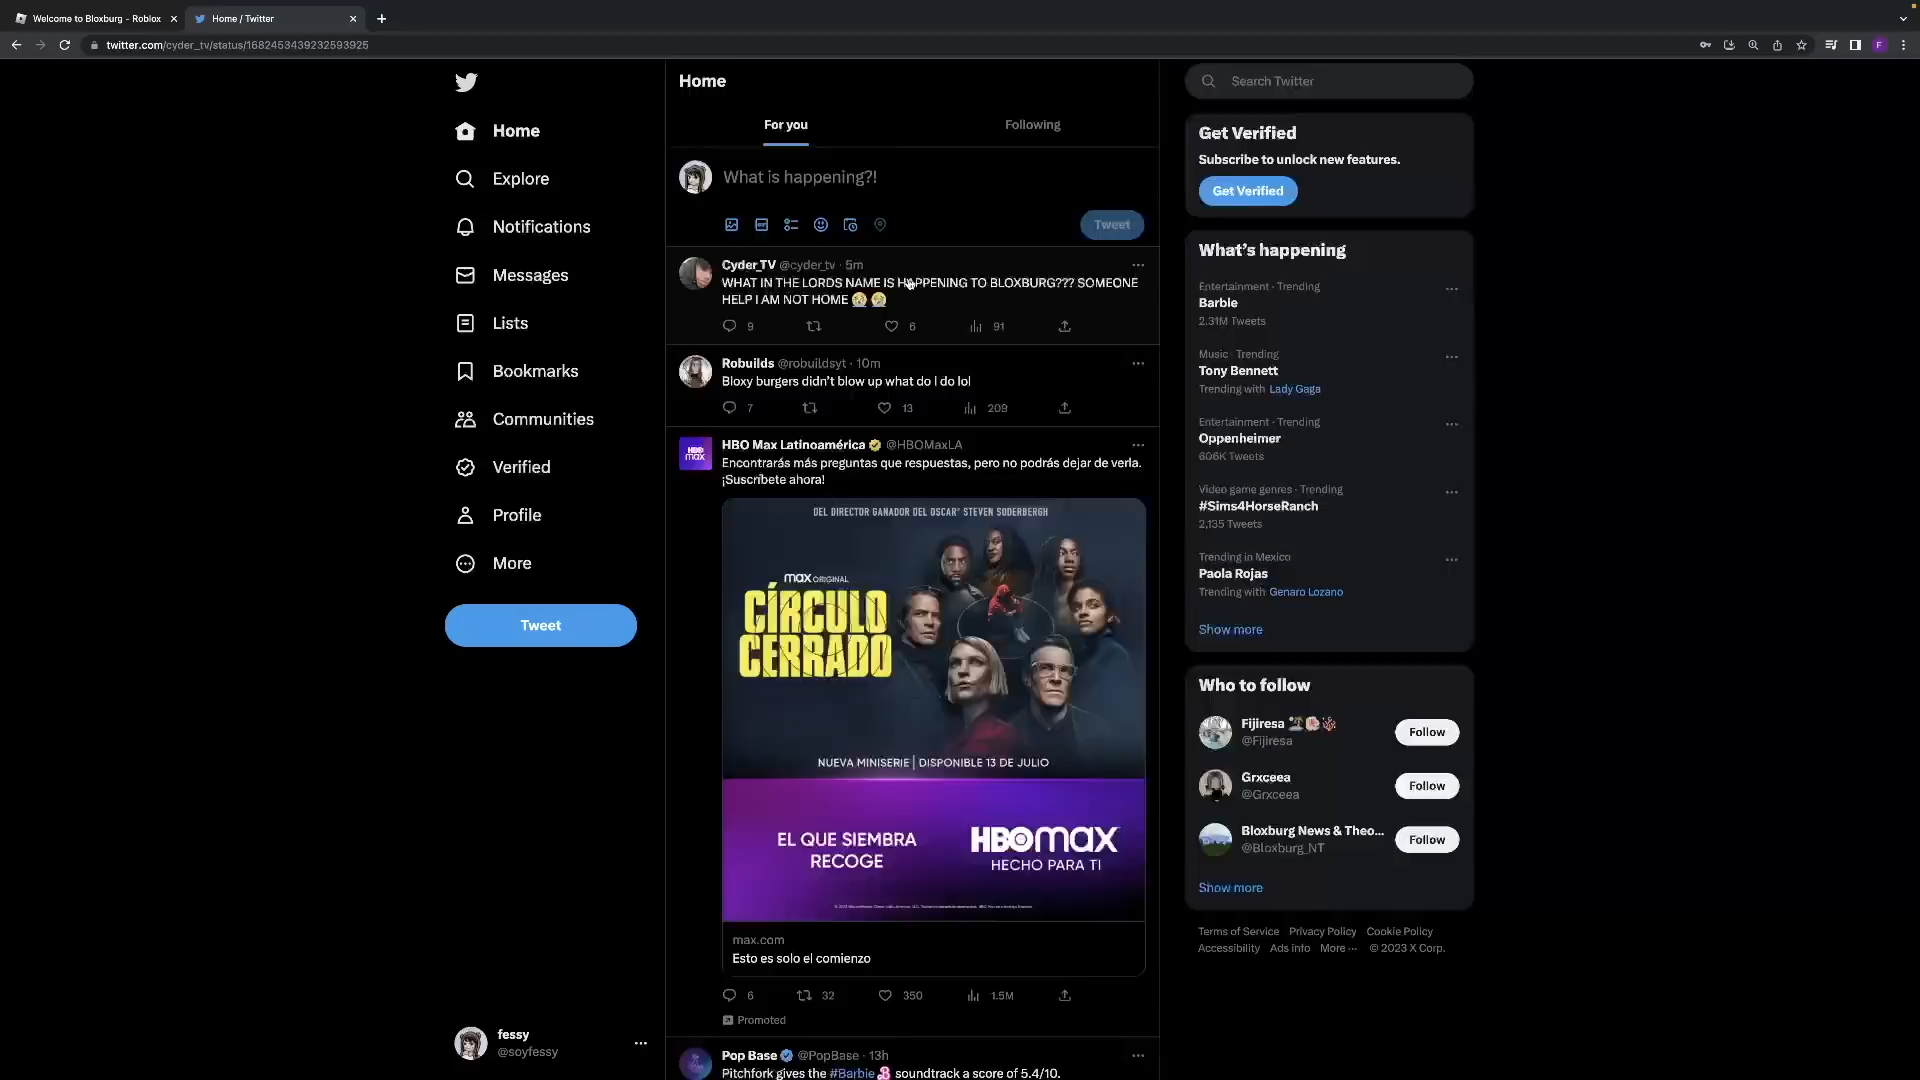 Welcome to Bloxburg - Roblox
Home / Twitter
twitter.com/cyder_tv/status/1682453439232593925
F
Home
Explore
Notifications
Messages
Lists
Bookmarks
Communities
Verified
Profile
More
Tweet
fessy
@soyfessy
Home
For you
Following
What is happening?!
GIF
Tweet
Cyder_TV @cyder_tv · 5m
WHAT IN THE LORDS NAME IS HAPPENING TO BLOXBURG??? SOMEONE
HELP I AM NOT HOME 😭 😭
9 6 91
Robuilds @robuildsyt · 10m
Bloxy burgers didn't blow up what do I do lol
7 13 209
HBO
max
HBO Max Latinoamérica @HBOMaxLA
Encontrarás más preguntas que respuestas, pero no podrás dejar de verla.
¡Suscríbete ahora!
DEL DIRECTOR GANADOR DEL OSCAR® STEVEN SODERBERGH
max ORIGINAL
CÍRCULO
CERRADO
NUEVA MINISERIE | DISPONIBLE 13 DE JULIO
EL QUE SIEMBRA
RECOGE
HBOMAX
HECHO PARA TI
max.com
Esto es solo el comienzo
6 32 350 1.5M
Promoted
Pop Base @PopBase · 13h
Pitchfork gives the #Barbie soundtrack a score of 5.4/10.
Search Twitter
Get Verified
Subscribe to unlock new features.
Get Verified
What's happening
Entertainment · Trending
Barbie
2.31M Tweets
Music · Trending
Tony Bennett
Trending with Lady Gaga
Entertainment · Trending
Oppenheimer
606K Tweets
Video game genres · Trending
#Sims4HorseRanch
2,135 Tweets
Trending in Mexico
Paola Rojas
Trending with Genaro Lozano
Show more
Who to follow
Fijiresa
@Fijiresa
Follow
Grxceea
@Grxceea
Follow
Bloxburg News & Theo...
@Bloxburg_NT
Follow
Show more
Terms of Service Privacy Policy Cookie Policy
Accessibility Ads info More ··· © 2023 X Corp.